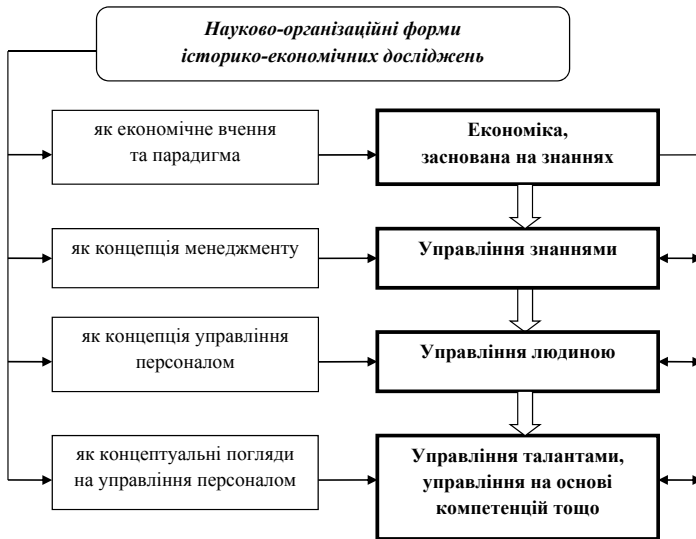 Науково-організаційні форми
історико-економічних досліджень
як економічне вчення
та парадигма
Економіка,
заснована на знаннях
як концепція менеджменту
Управління знаннями
як концепція управління
персоналом
Управління людиною
як концептуальні погляди
на управління персоналом
Управління талантами,
управління на основі
компетенцій тощо